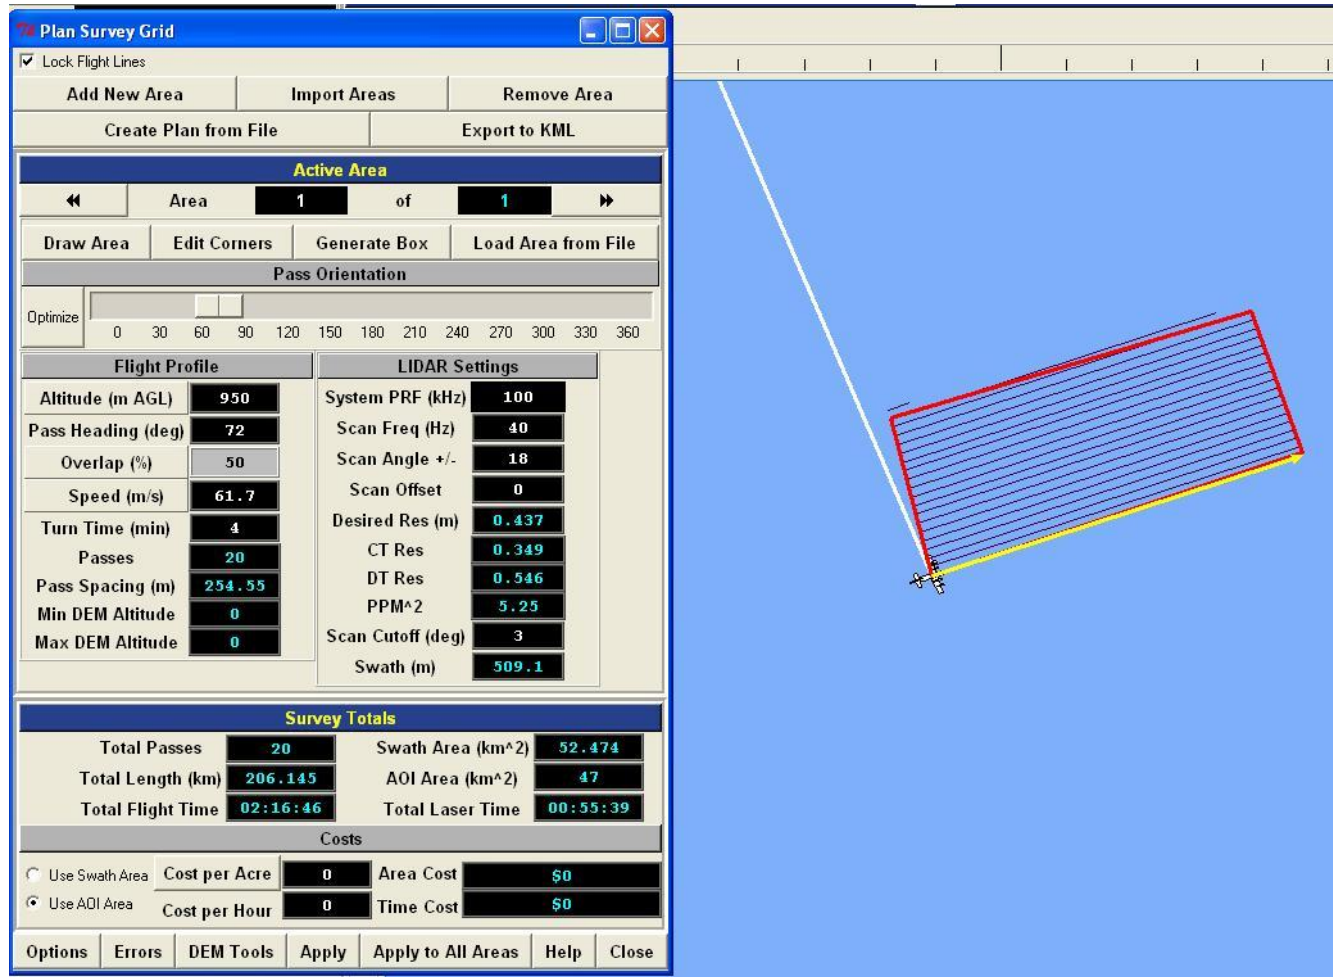 Plan Survey Grid
Lock Flight Lines
Add New Area Import Areas Remove Area
Create Plan from File Export to KML
Active Area
Area 1 of 1
Draw Area Edit Corners Generate Box Load Area from File
Pass Orientation
Optimize
0 30 60 90 120 150 180 210 240 270 300 330 360
Flight Profile LIDAR Settings
Altitude (m AGL) 950 System PRF (kHz) 100
Pass Heading (deg) 72 Scan Freq (Hz) 40
Overlap (%) 50 Scan Angle +/- 18
Speed (m/s) 61.7 Scan Offset 0
Turn Time (min) 4 Desired Res (m) 0.437
Passes 20 CT Res 0.349
Pass Spacing (m) 254.55 DT Res 0.546
Min DEM Altitude 0 PPM^2 5.25
Max DEM Altitude 0 Scan Cutoff (deg) 3
Swath (m) 509.1
Survey Totals
Total Passes 20 Swath Area (km^2) 52.474
Total Length (km) 206.145 AOI Area (km^2) 47
Total Flight Time 02:16:46 Total Laser Time 00:55:39
Costs
Use Swath Area Cost per Acre 0 Area Cost $0
Use AOI Area Cost per Hour 0 Time Cost $0
Options Errors DEM Tools Apply Apply to All Areas Help Close